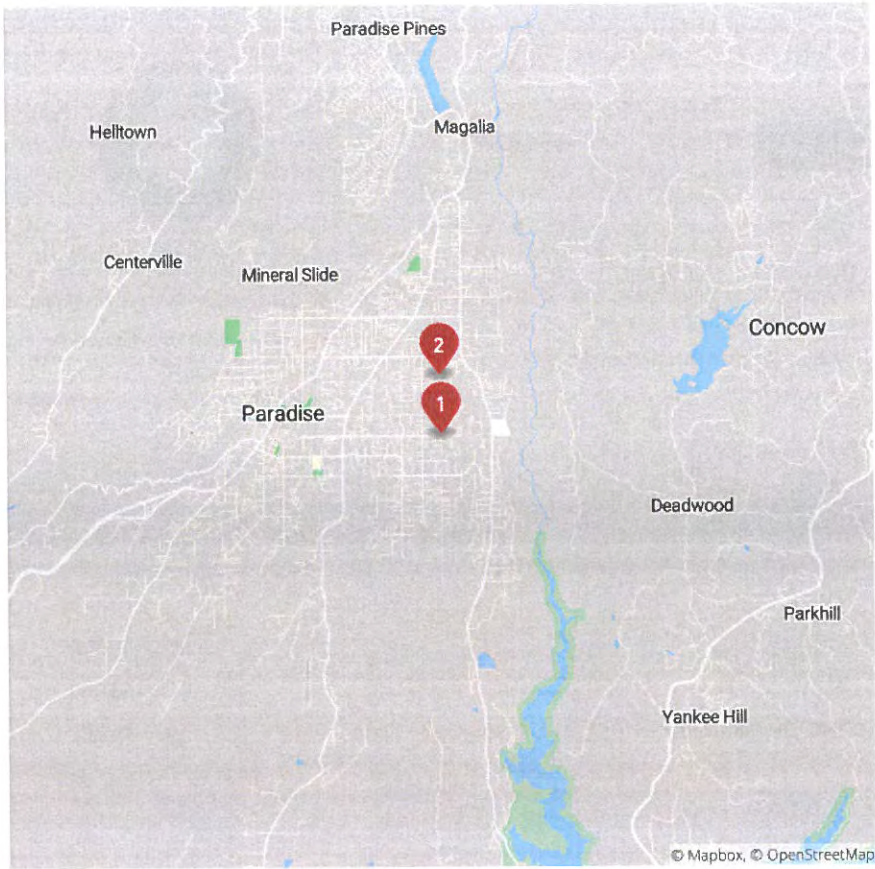 Paradise Pines
Magalia
Helltown
Centerville
Mineral Slide
2
Concow
1
Paradise
Deadwood
Parkhill
Yankee Hill
© Mapbox, © OpenStreetMap